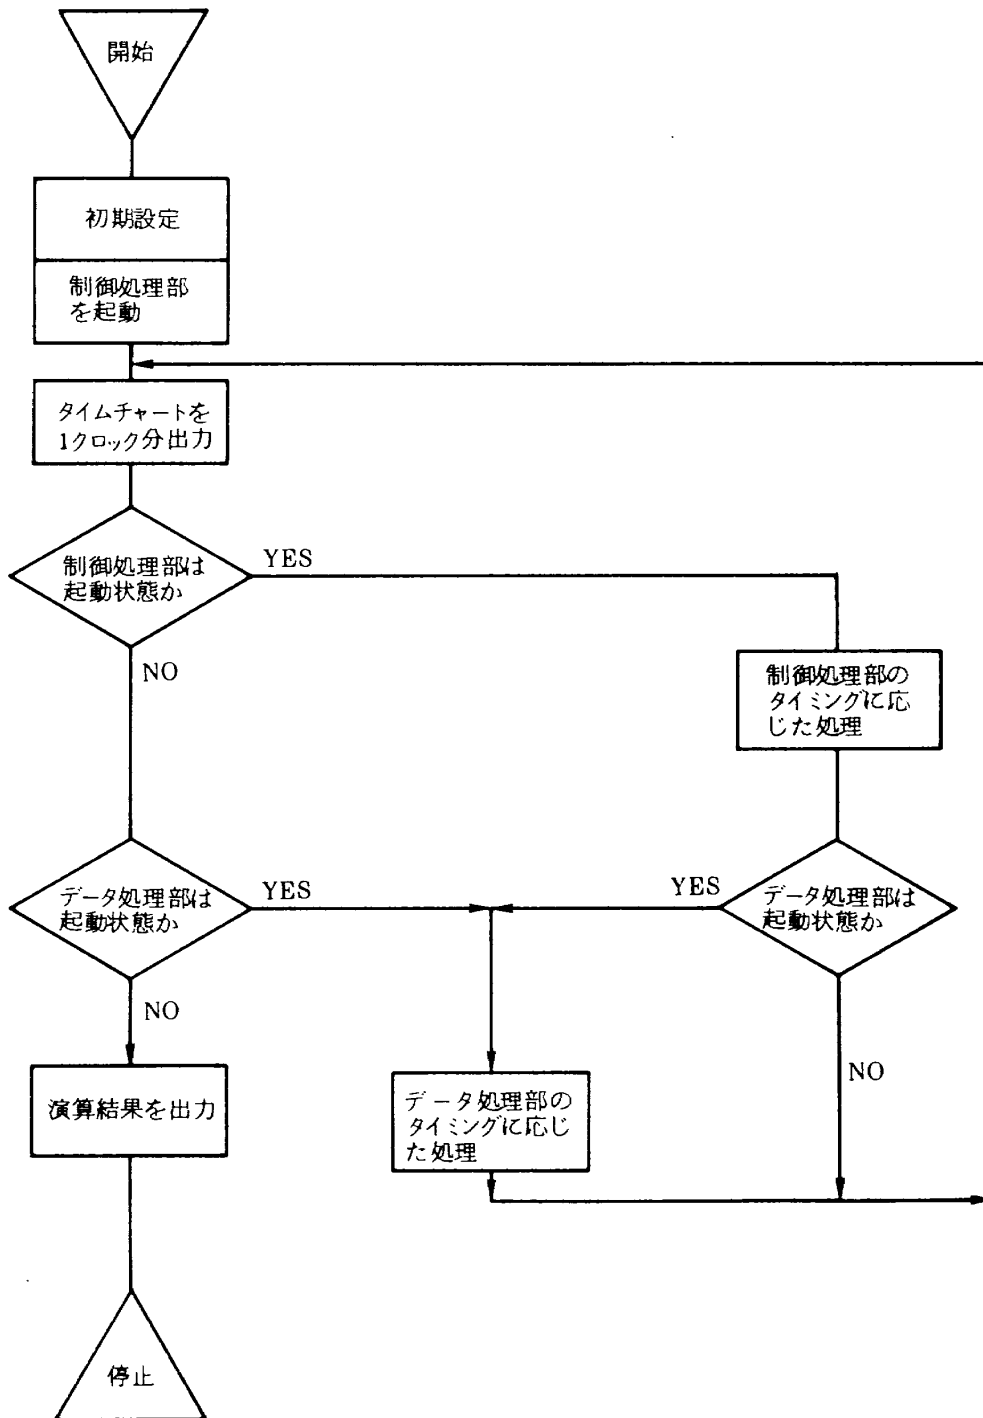 開始
初期設定
制御処理部
を起動
タイムチャートを
1クロック分出力
制御処理部は
起動状態か
YES
NO
制御処理部の
タイミングに応
じた処理
データ処理部は
起動状態か
YES
YES
データ処理部は
起動状態か
NO
NO
演算結果を出力
データ処理部の
タイミングに応じ
た処理
停止